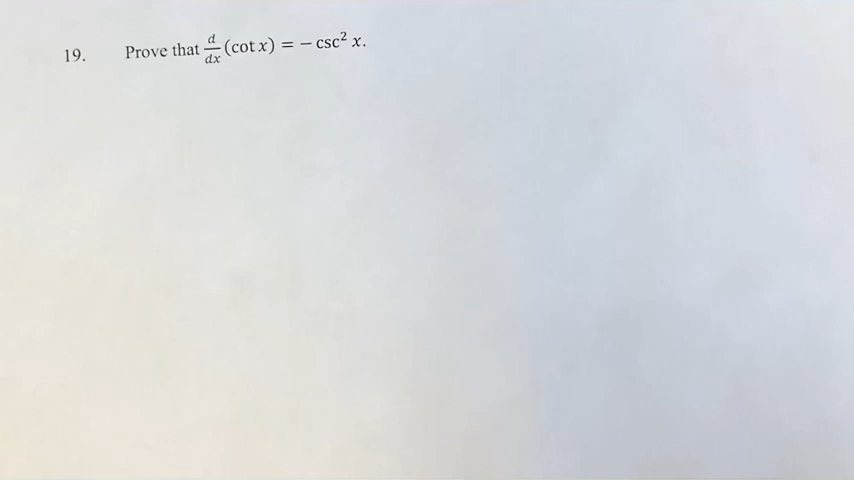 19. Prove that d/dx (cot x) = − csc² x.